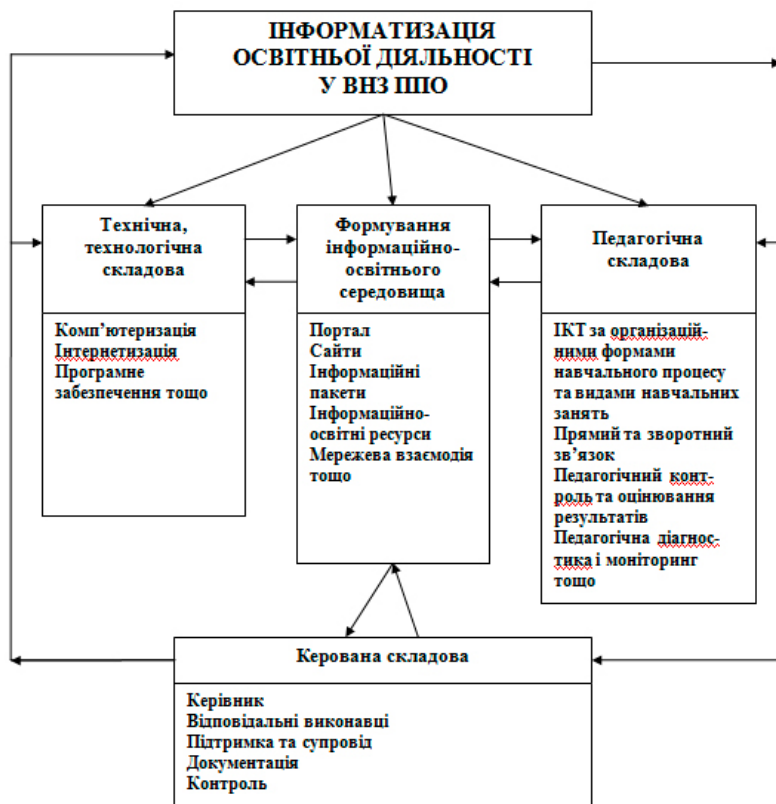 ІНФОРМАТИЗАЦІЯ
ОСВІТНЬОЇ ДІЯЛЬНОСТІ
У ВНЗ ППО
Технічна,
технологічна
складова
Комп’ютеризація
Інтернетизація
Програмне
забезпечення тощо
Формування
інформаційно-
освітнього
середовища
Портал
Сайти
Інформаційні
пакети
Інформаційно-
освітні ресурси
Мережева взаємодія
тощо
Педагогічна
складова
ІКТ за організацій-
ними формами
навчального процесу
та видами навчальних
занять
Прямий та зворотний
зв’язок
Педагогічний конт-
роль та оцінювання
результатів
Педагогічна діагнос-
тика і моніторинг
тощо
Керована складова
Керівник
Відповідальні виконавці
Підтримка та супровід
Документація
Контроль